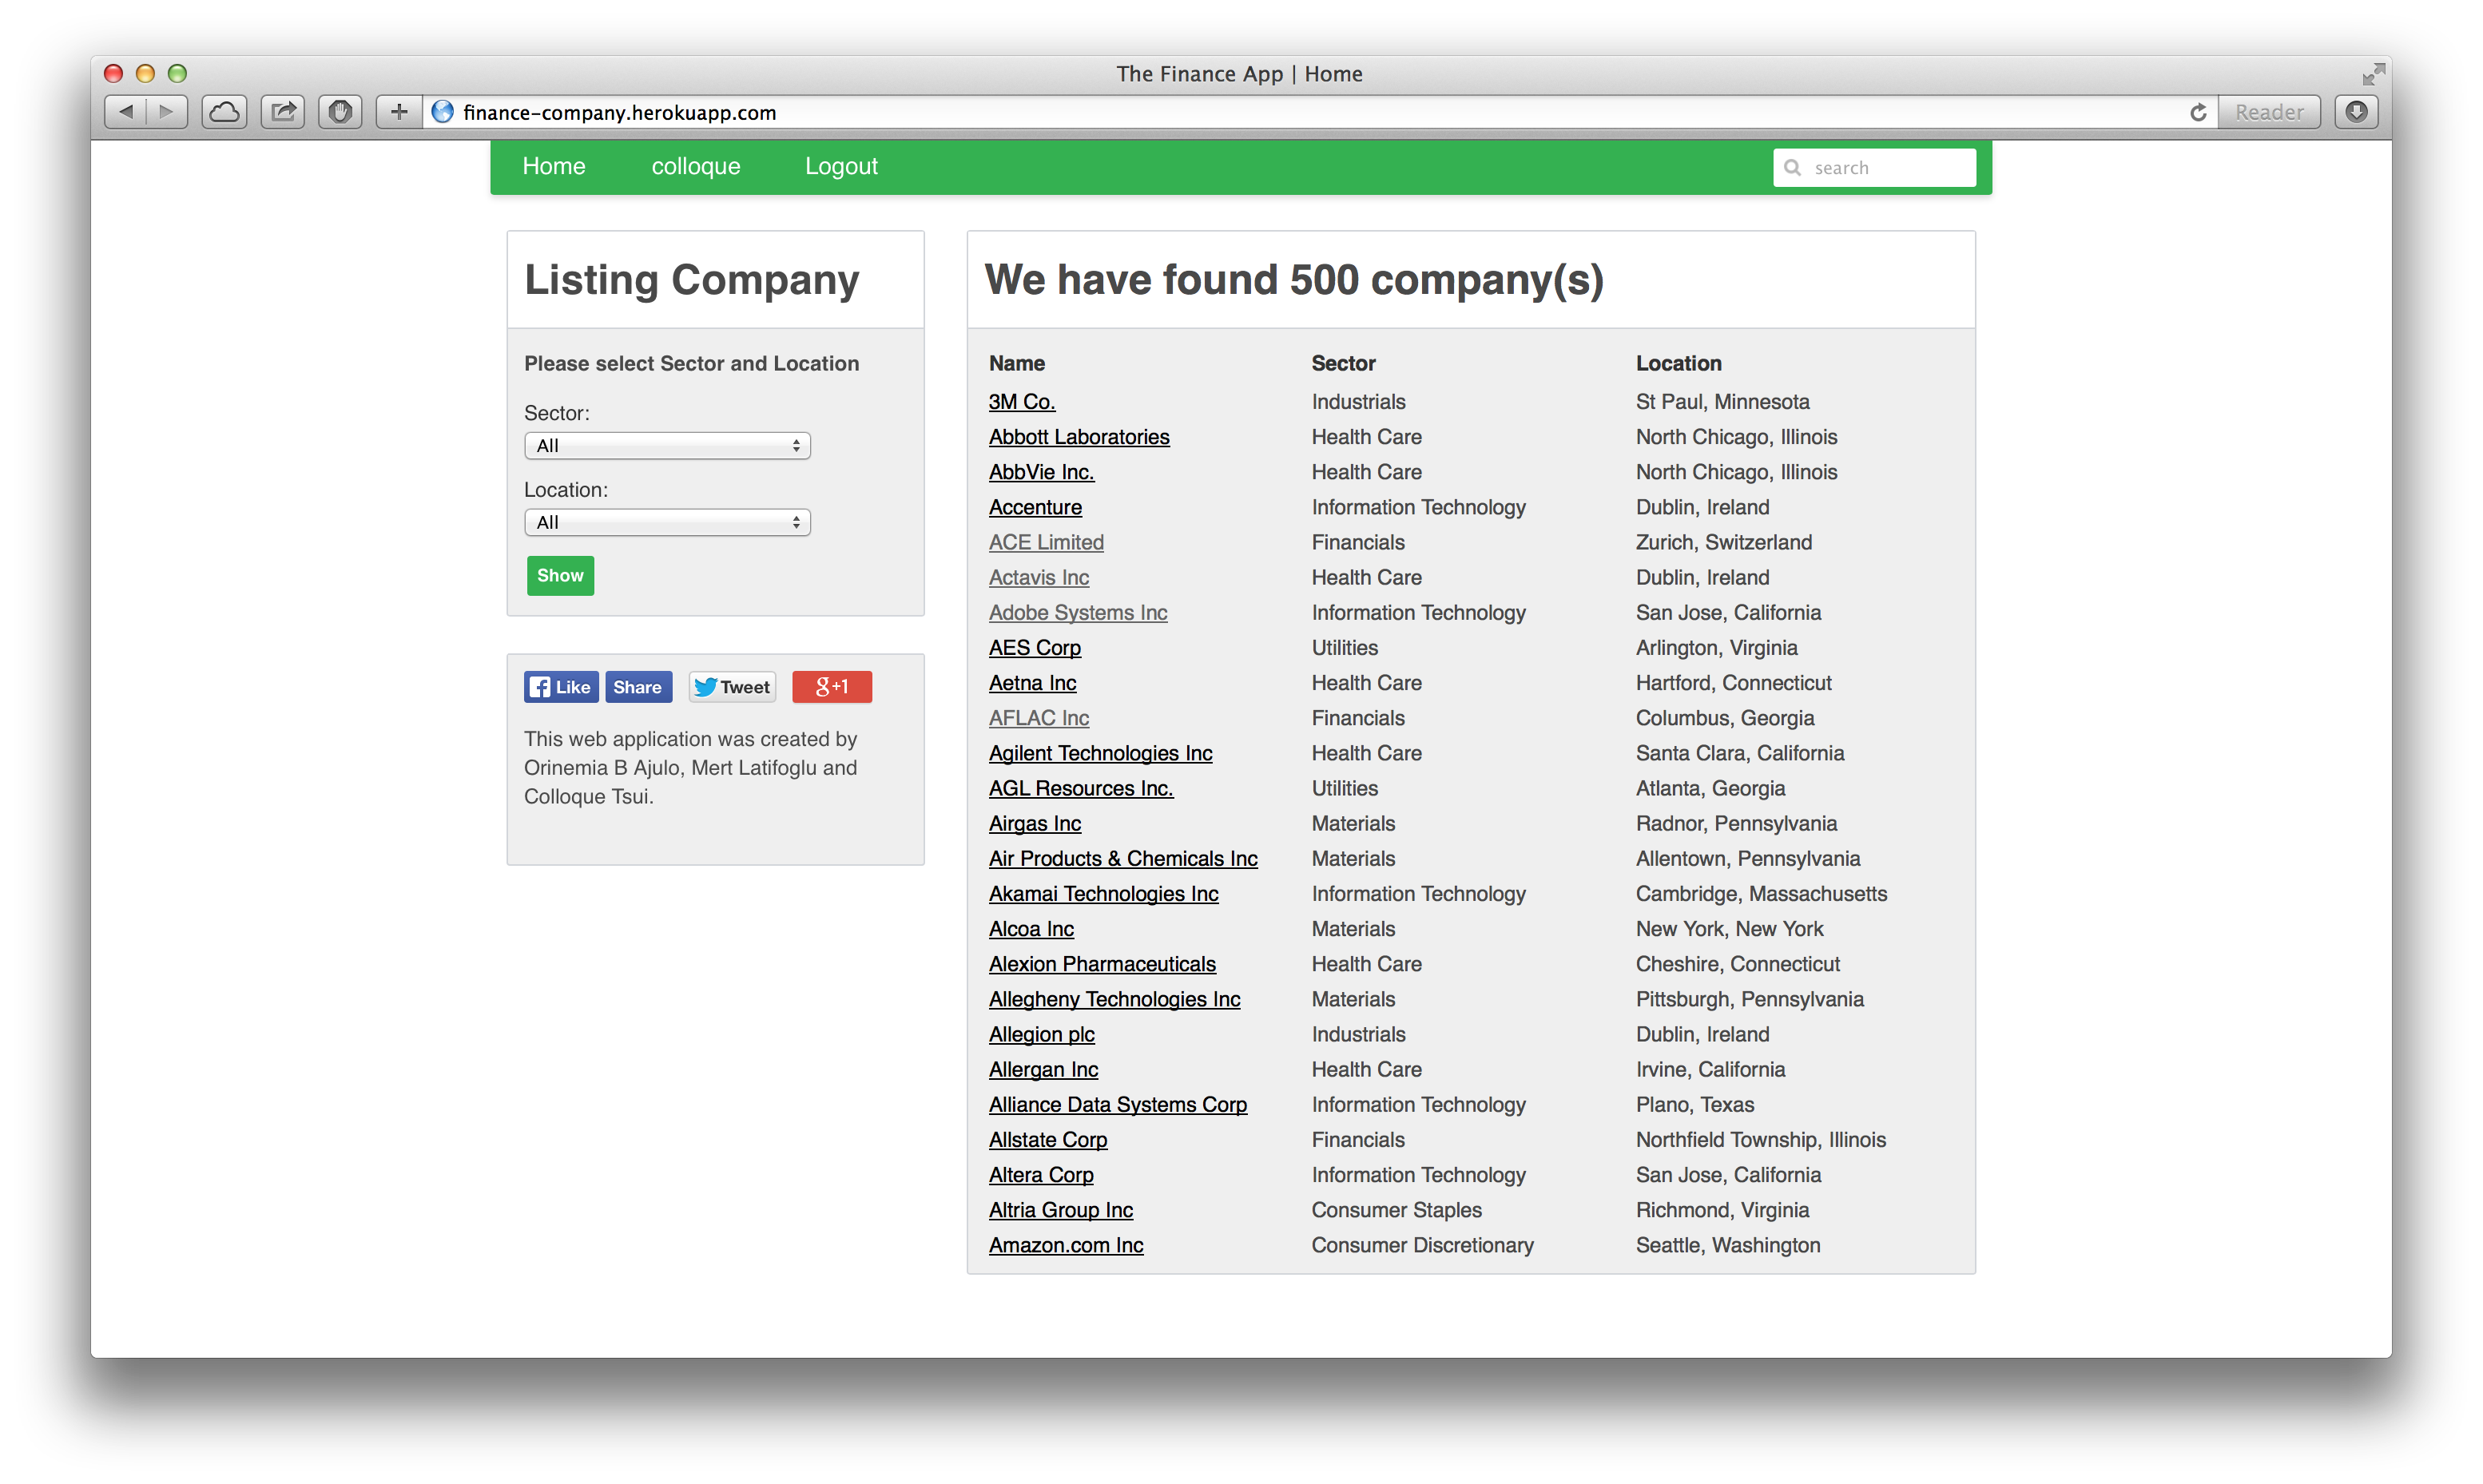 The Finance App | Home
finance-company.herokuapp.com
Reader
Home colloque Logout
search
Listing Company
Please select Sector and Location
Sector:
All
Location:
All
Show
Like Share Tweet g+1
This web application was created by
Orinemia B Ajulo, Mert Latifoglu and
Colloque Tsui.
We have found 500 company(s)
Name Sector Location
3M Co. Industrials St Paul, Minnesota
Abbott Laboratories Health Care North Chicago, Illinois
AbbVie Inc. Health Care North Chicago, Illinois
Accenture Information Technology Dublin, Ireland
ACE Limited Financials Zurich, Switzerland
Actavis Inc Health Care Dublin, Ireland
Adobe Systems Inc Information Technology San Jose, California
AES Corp Utilities Arlington, Virginia
Aetna Inc Health Care Hartford, Connecticut
AFLAC Inc Financials Columbus, Georgia
Agilent Technologies Inc Health Care Santa Clara, California
AGL Resources Inc. Utilities Atlanta, Georgia
Airgas Inc Materials Radnor, Pennsylvania
Air Products & Chemicals Inc Materials Allentown, Pennsylvania
Akamai Technologies Inc Information Technology Cambridge, Massachusetts
Alcoa Inc Materials New York, New York
Alexion Pharmaceuticals Health Care Cheshire, Connecticut
Allegheny Technologies Inc Materials Pittsburgh, Pennsylvania
Allegion plc Industrials Dublin, Ireland
Allergan Inc Health Care Irvine, California
Alliance Data Systems Corp Information Technology Plano, Texas
Allstate Corp Financials Northfield Township, Illinois
Altera Corp Information Technology San Jose, California
Altria Group Inc Consumer Staples Richmond, Virginia
Amazon.com Inc Consumer Discretionary Seattle, Washington